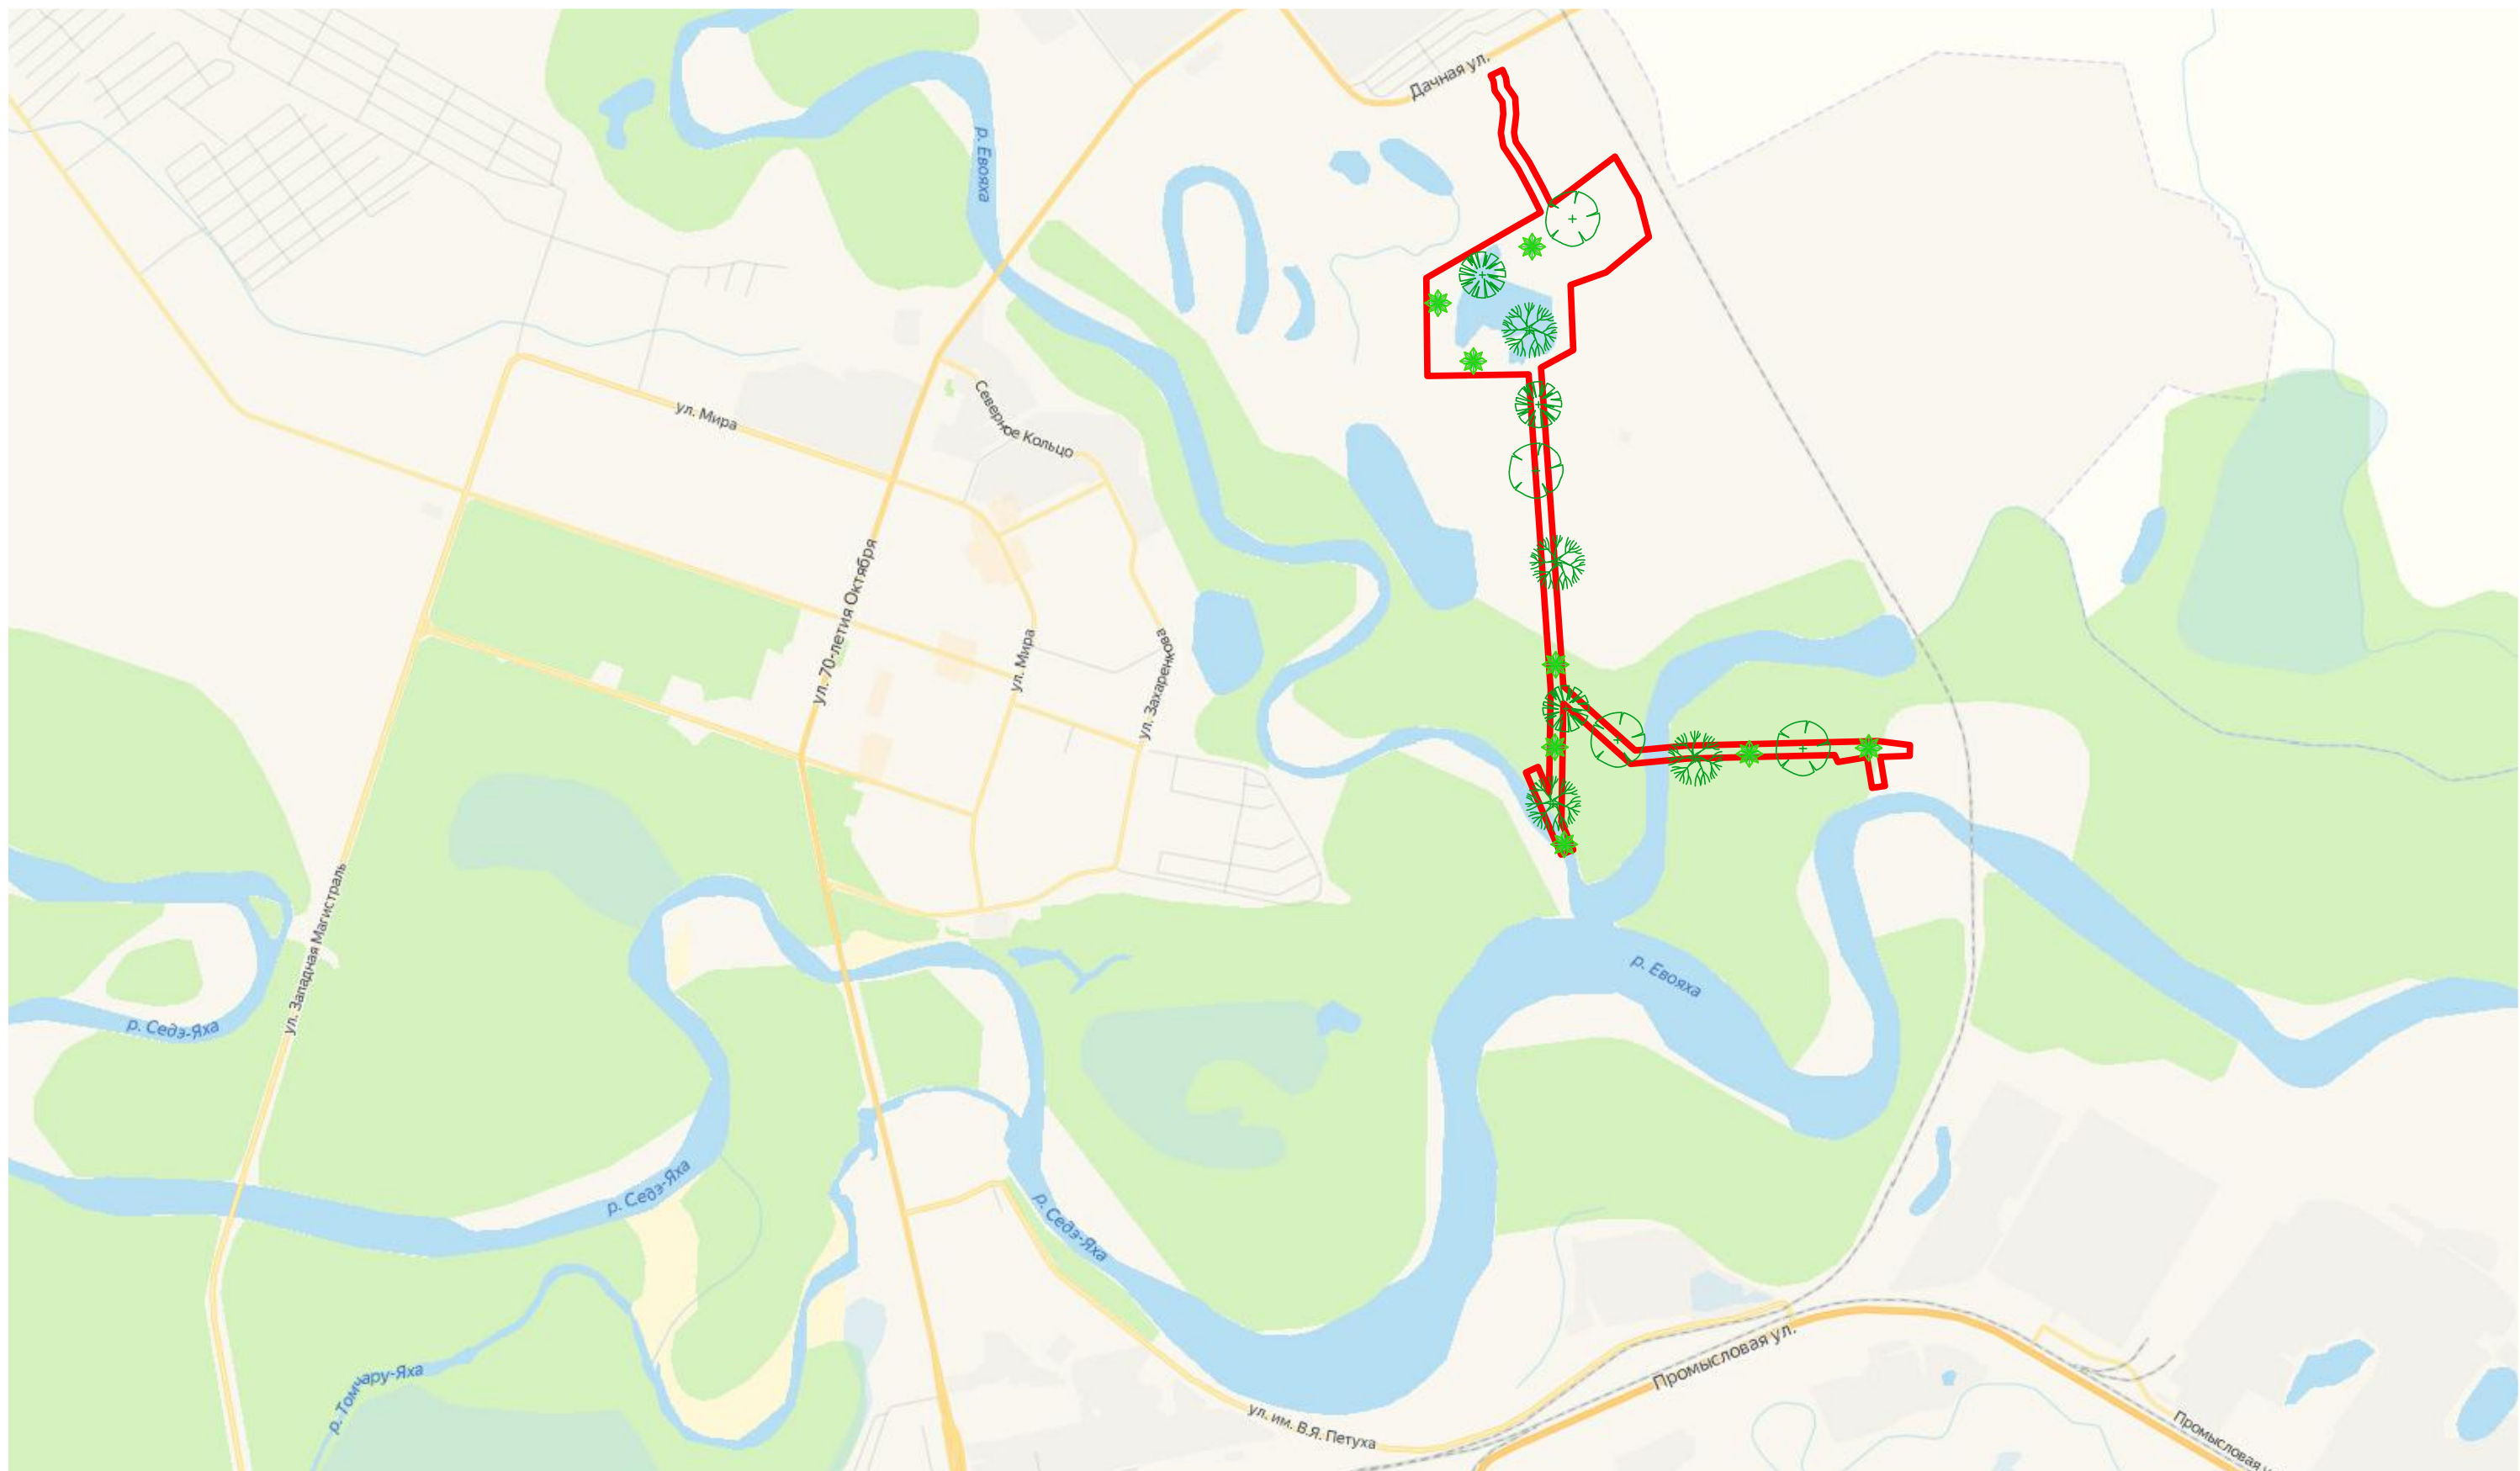 Дачная ул.
р. Евояха
Северное Кольцо
ул. Мира
ул. 70-летия Октября
ул. Мира
ул. Захаренкова
ул. Западная Магистраль
р. Евояха
р. Седэ-Яха
р. Седэ-Яха
р. Седэ-Яха
Промысловая ул.
р. Томчару-Яха
ул. им. В.Я. Петуха
Промысловая